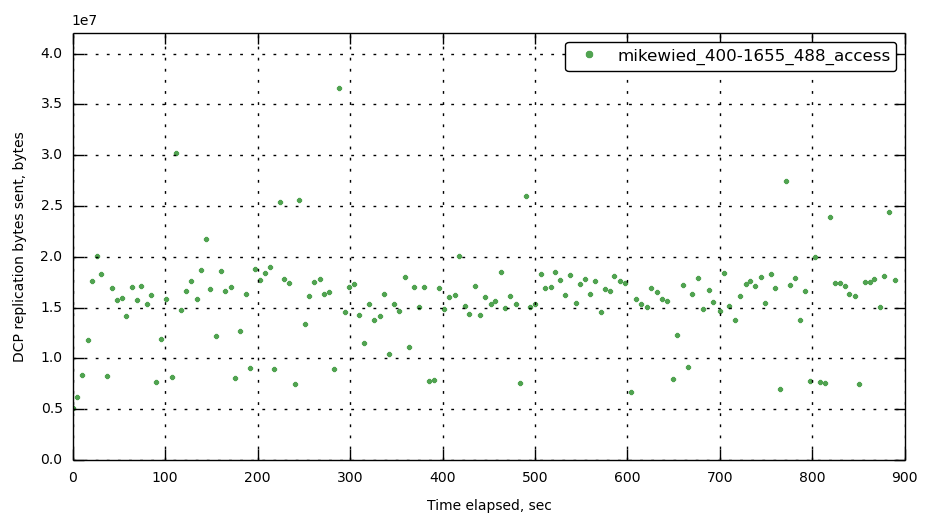 1e7
4.0
3.5
3.0
2.5
2.0
1.5
1.0
0.5
0.0
DCP replication bytes sent, bytes
mikewied_400-1655_488_access
0 100 200 300 400 500 600 700 800 900
Time elapsed, sec